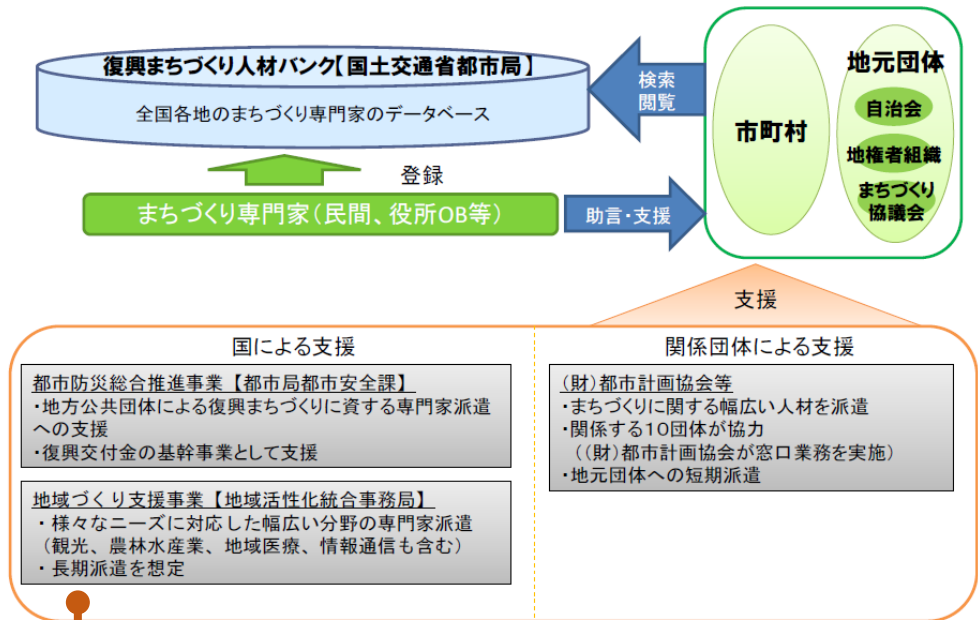 復興まちづくり人材バンク【国土交通省都市局】
全国各地のまちづくり専門家のデータベース
検索
閲覧
市町村
地元団体
自治会
地権者組織
まちづくり
協議会
登録
まちづくり専門家(民間、役所OB等)
助言・支援
支援
国による支援
都市防災総合推進事業 【都市局都市安全課】
・地方公共団体による復興まちづくりに資する専門家派遣
への支援
・復興交付金の基幹事業として支援
地域づくり支援事業 【地域活性化統合事務局】
・ 様々なニーズに対応した幅広い分野の専門家派遣
(観光、農林水産業、地域医療、情報通信も含む)
・ 長期派遣を想定
関係団体による支援
(財)都市計画協会等
・まちづくりに関する幅広い人材を派遣
・関係する10団体が協力
((財)都市計画協会が窓口業務を実施)
・地元団体への短期派遣